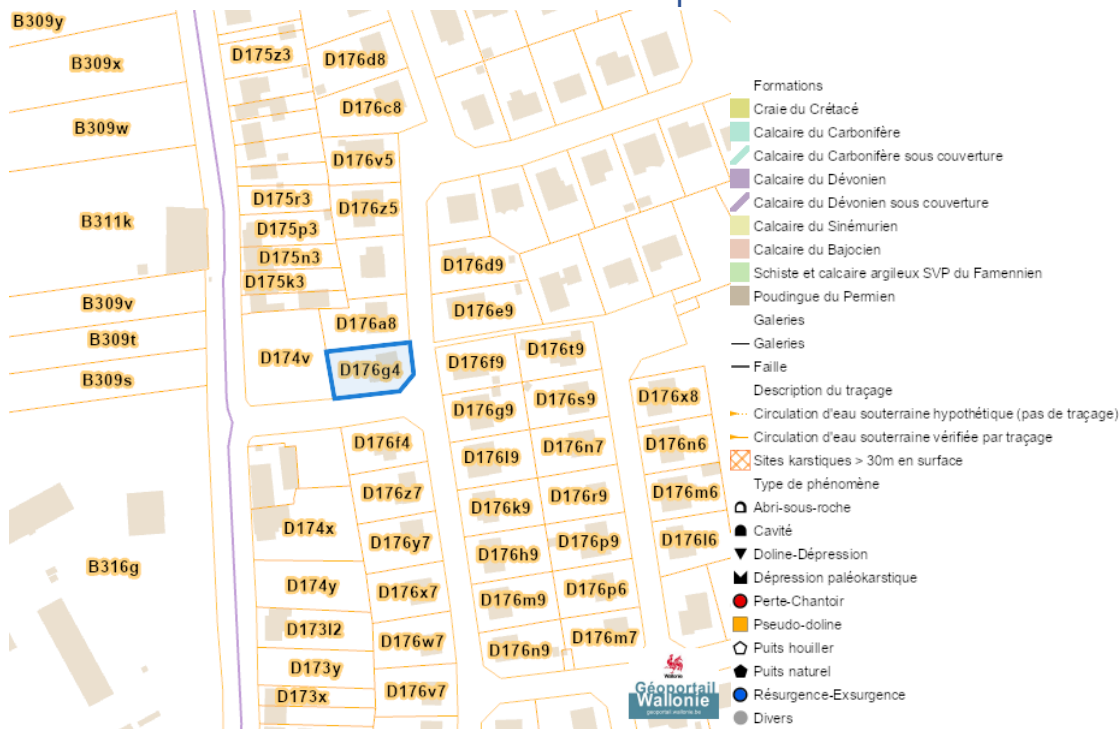 B309y
D175z3
D176d8
B309x
D176c8
B309w
D176v5
D175r3
D176z5
B311k
D175p3
D175n3
D176d9
D175k3
B309v
D176e9
D176a8
B309t
D174v
D176g4
D176f9
D176t9
B309s
D176g9
D176s9
D176x8
D176f4
D176l9
D176n7
D176n6
D176z7
D176k9
D176r9
D176m6
D174x
D176y7
D176h9
D176p9
D176l6
B316g
D174y
D176x7
D176m9
D176p6
D173l2
D176w7
D176n9
D176m7
D173y
D173x
D176v7
Wallonie
Géoportail
Wallonie
geoportail.wallonie.be
Formations
Craie du Crétacé
Calcaire du Carbonifère
Calcaire du Carbonifère sous couverture
Calcaire du Dévonien
Calcaire du Dévonien sous couverture
Calcaire du Sinémurien
Calcaire du Bajocien
Schiste et calcaire argileux SVP du Famennien
Poudingue du Permien
Galeries
Galeries
Faille
Description du traçage
Circulation d'eau souterraine hypothétique (pas de traçage)
Circulation d'eau souterraine vérifiée par traçage
Sites karstiques > 30m en surface
Type de phénomène
Abri-sous-roche
Cavité
Doline-Dépression
Dépression paléokarstique
Perte-Chantoir
Pseudo-doline
Puits houiller
Puits naturel
Résurgence-Exsurgence
Divers